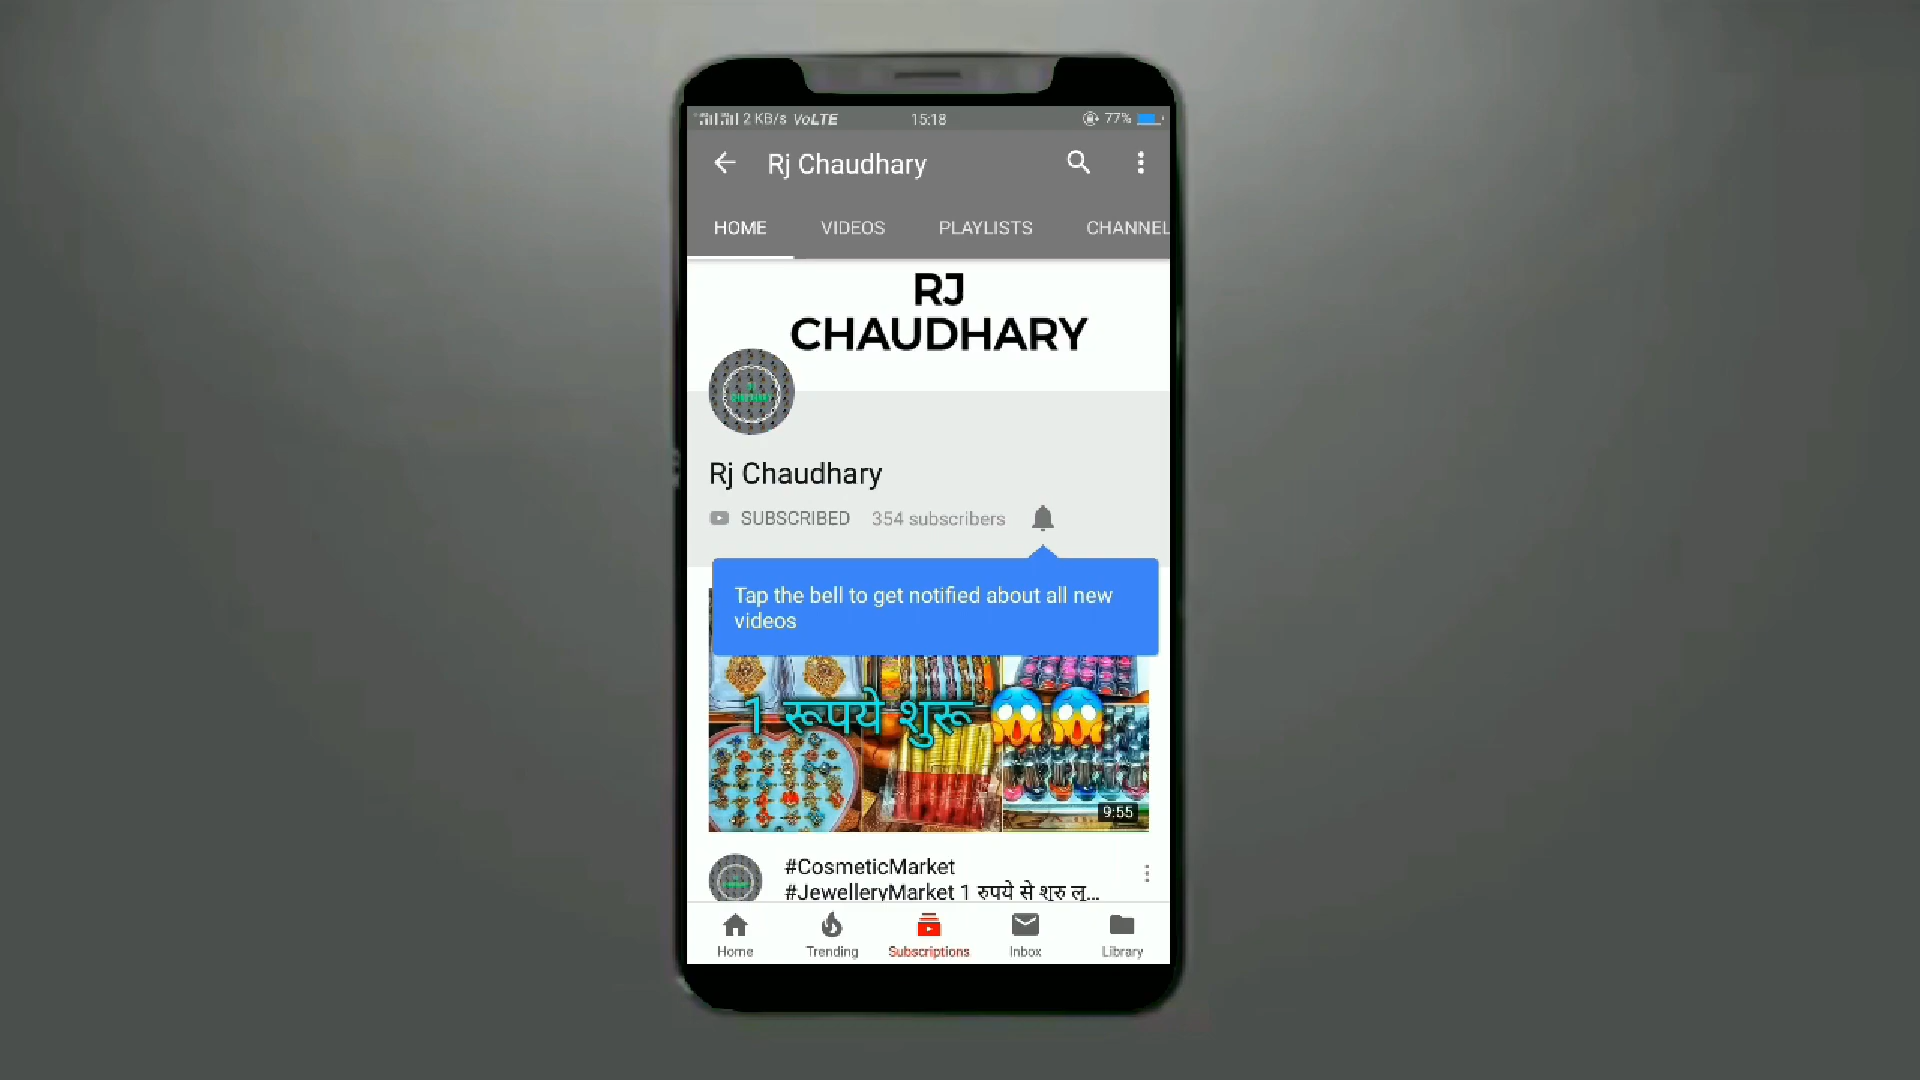 2 KB/s VoLTE 15:18 77%
Rj Chaudhary
HOME VIDEOS PLAYLISTS CHANNEL
RJ
CHAUDHARY
Rj Chaudhary
SUBSCRIBED 354 subscribers
Tap the bell to get notified about all new
videos
1 रूपये शुरू
9:55
#CosmeticMarket
#JewelleryMarket 1 रुपये से शुरु लू...
Home Trending Subscriptions Inbox Library